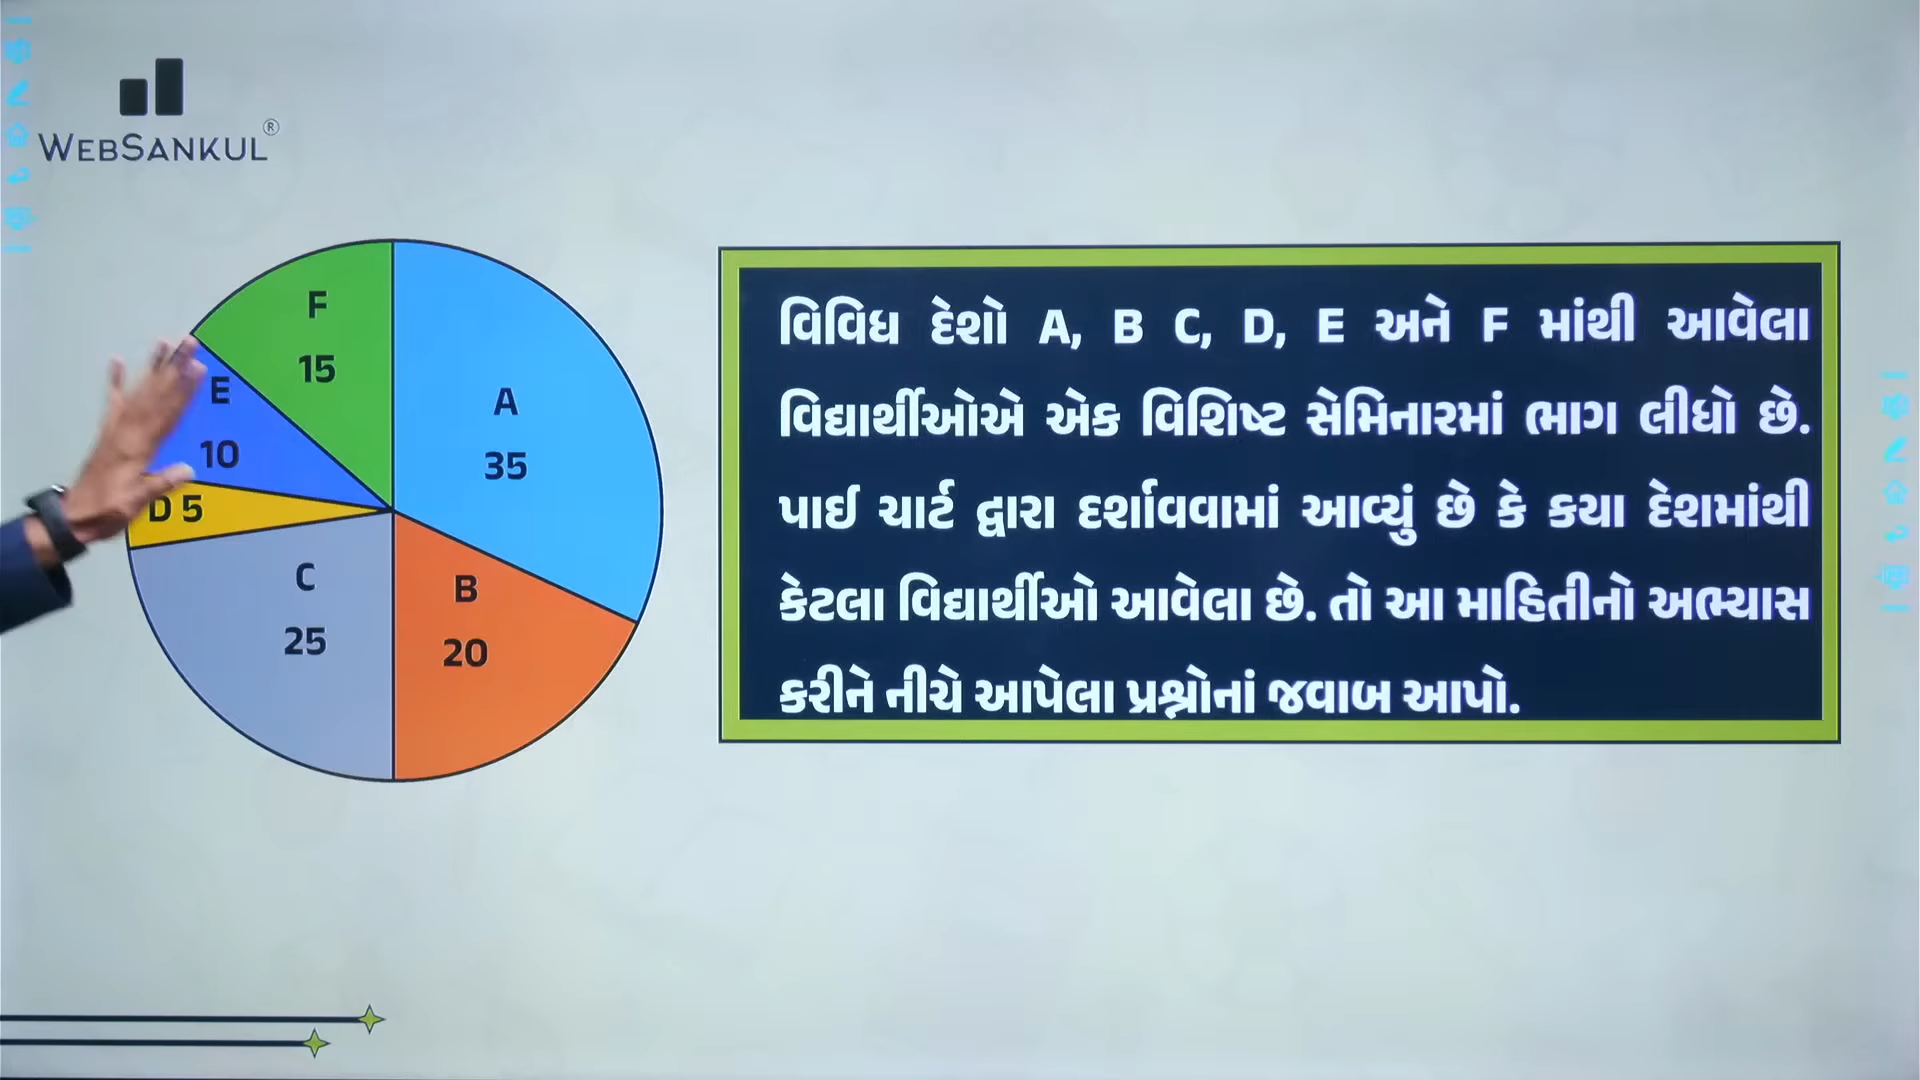 WEBSANKUL®
F
15
E
10
A
35
D 5
C
25
B
20
વિવિધ દેશો A, B C, D, E અને F માંથી આવેલા
વિદ્યાર્થીઓએ એક વિશિષ્ટ સેમિનારમાં ભાગ લીધો છે.
પાઈ ચાર્ટ દ્વારા દર્શાવવામાં આવ્યું છે કે કયા દેશમાંથી
કેટલા વિદ્યાર્થીઓ આવેલા છે. તો આ માહિતીનો અભ્યાસ
કરીને નીચે આપેલા પ્રશ્નોનાં જવાબ આપો.